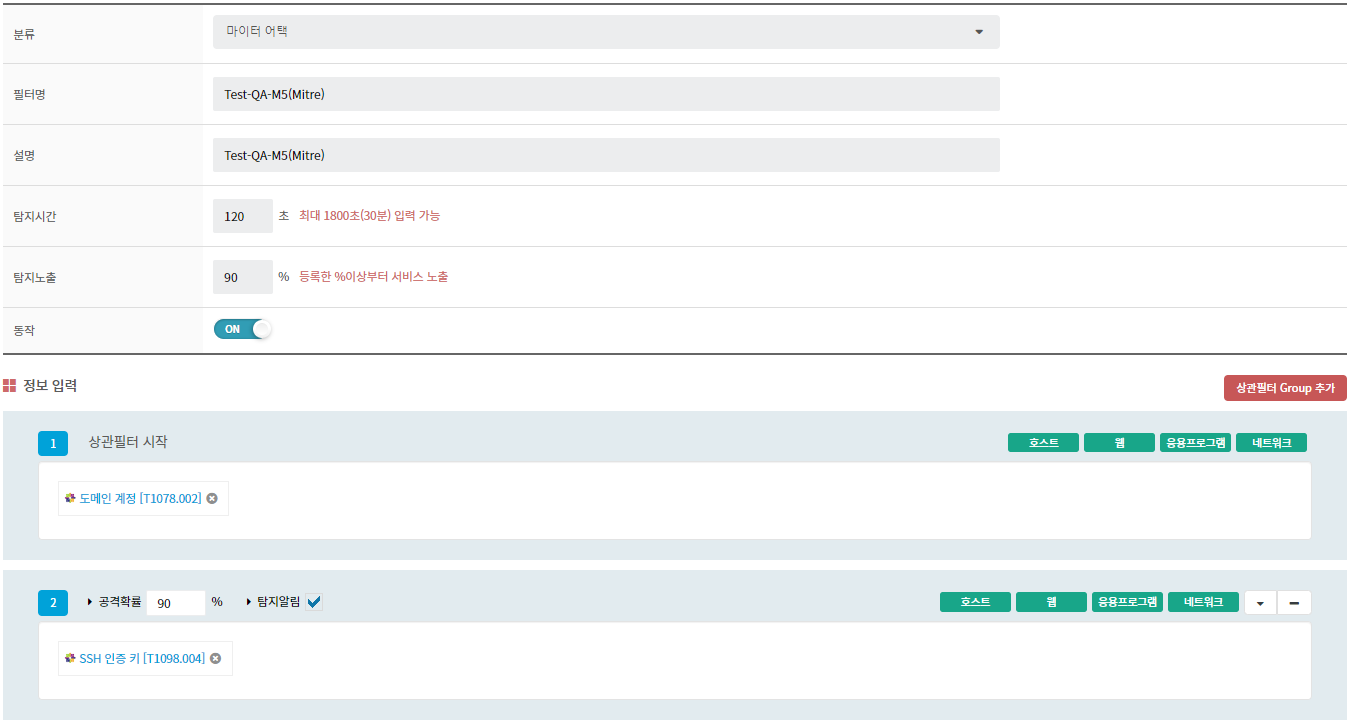 분류
마이터 어택
필터명
Test-QA-M5(Mitre)
설명
Test-QA-M5(Mitre)
탐지시간
120 초 최대 1800초(30분) 입력 가능
탐지노출
90 % 등록한 %이상부터 서비스 노출
동작
ON
정보 입력
상관필터 Group 추가
1 상관필터 시작 호스트 웹 응용프로그램 네트워크
도메인 계정 [T1078.002]
2 공격확률 90 % 탐지알림 호스트 웹 응용프로그램 네트워크
SSH 인증 키 [T1098.004]